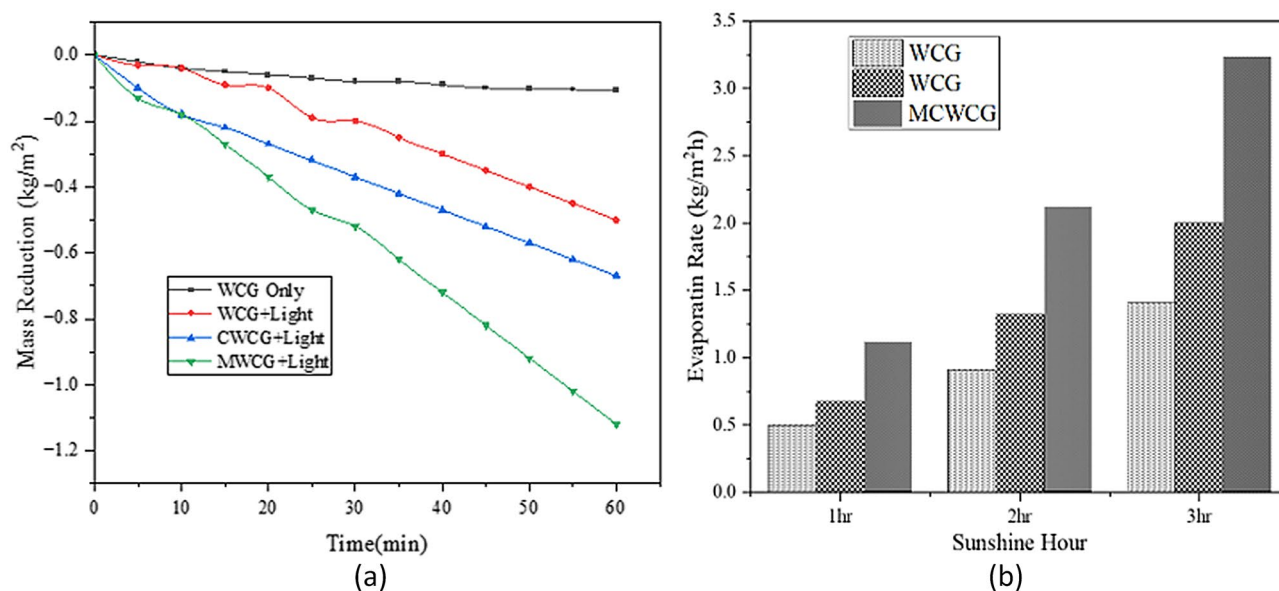 0.0
−0.2
−0.4
−0.6
−0.8
−1.0
−1.2
Mass Reduction (kg/m²)
WCG Only
WCG+Light
CWCG+Light
MWCG+Light
0 10 20 30 40 50 60
Time(min)
(a)
3.5
3.0
2.5
2.0
1.5
1.0
0.5
0.0
Evaporatin Rate (kg/m²h)
WCG
WCG
MCWCG
1hr 2hr 3hr
Sunshine Hour
(b)